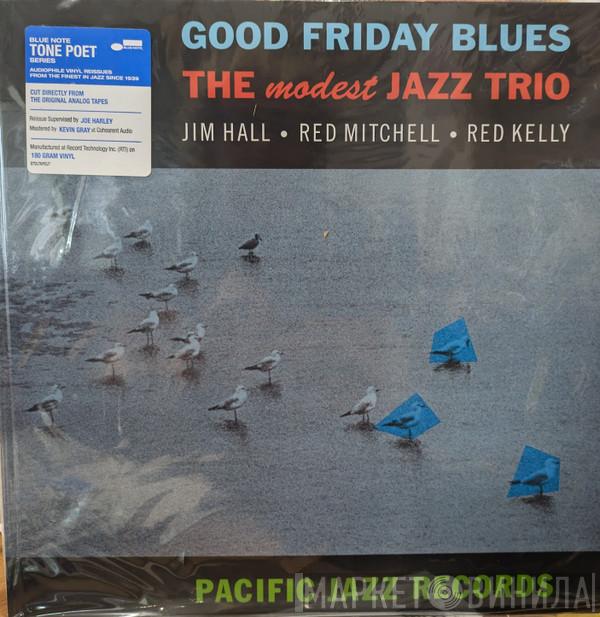 BLUE NOTE
TONE POET
SERIES
BLUE NOTE
AUDIOPHILE VINYL REISSUES
FROM THE FINEST IN JAZZ SINCE 1939
CUT DIRECTLY FROM
THE ORIGINAL ANALOG TAPES
Reissue Supervised by JOE HARLEY
Mastered by KEVIN GRAY at Cohearent Audio
Manufactured at Record Technology Inc. (RTI) on
180 GRAM VINYL
GOOD FRIDAY BLUES
THE modest JAZZ TRIO
JIM HALL • RED MITCHELL • RED KELLY
PACIFIC JAZZ RECORDS
МАРКЕТ ВИНИЛА